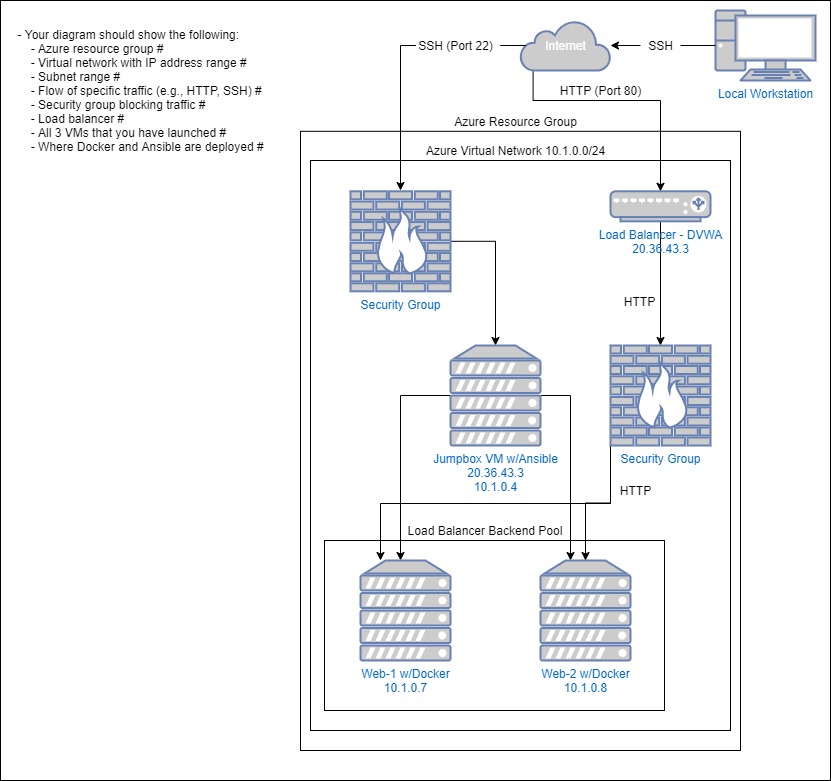 - Your diagram should show the following:
- Azure resource group #
- Virtual network with IP address range #
- Subnet range #
- Flow of specific traffic (e.g., HTTP, SSH) #
- Security group blocking traffic #
- Load balancer #
- All 3 VMs that you have launched #
- Where Docker and Ansible are deployed #
SSH (Port 22)
Internet
SSH
Local Workstation
HTTP (Port 80)
Azure Resource Group
Azure Virtual Network 10.1.0.0/24
Security Group
Load Balancer - DVWA
20.36.43.3
HTTP
Jumpbox VM w/Ansible
20.36.43.3
10.1.0.4
Security Group
HTTP
Load Balancer Backend Pool
Web-1 w/Docker
10.1.0.7
Web-2 w/Docker
10.1.0.8